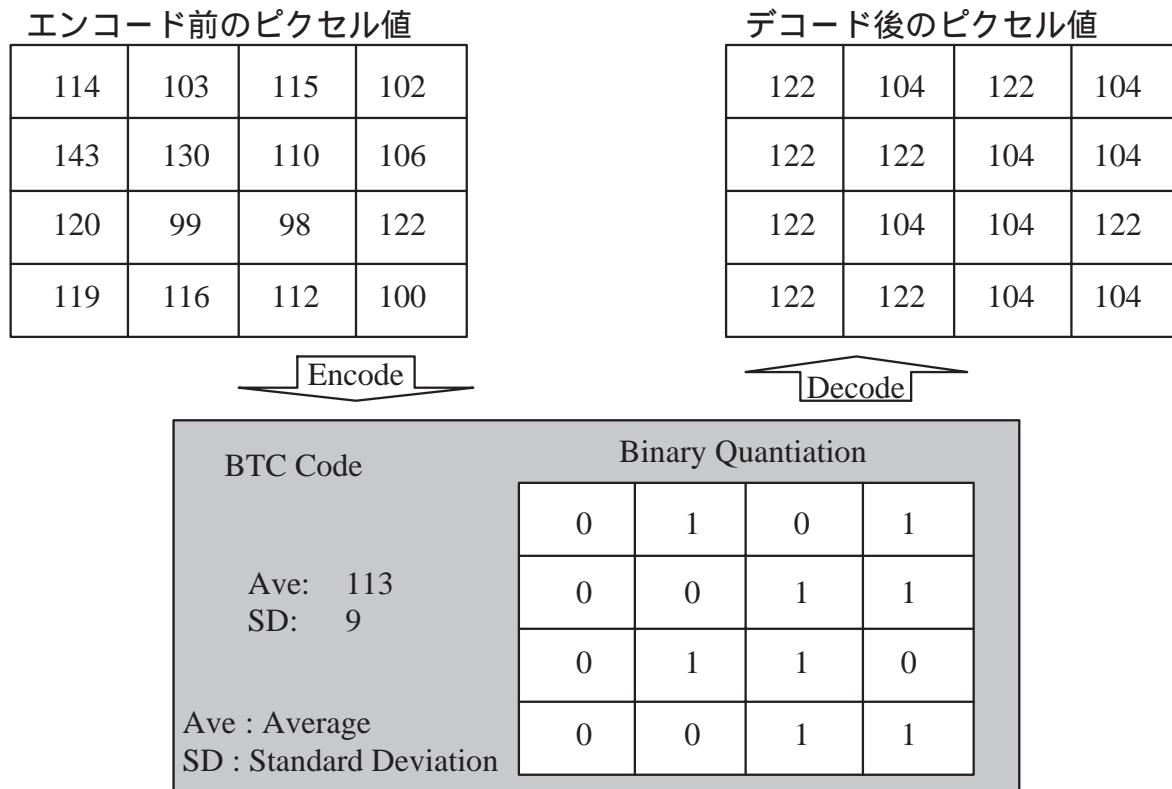 エンコード前のピクセル値
114 103 115 102
143 130 110 106
120 99 98 122
119 116 112 100
デコード後のピクセル値
122 104 122 104
122 122 104 104
122 104 104 122
122 122 104 104
Encode
Decode
BTC Code
Ave: 113
SD: 9
Ave : Average
SD : Standard Deviation
Binary Quantiation
0 1 0 1
0 0 1 1
0 1 1 0
0 0 1 1